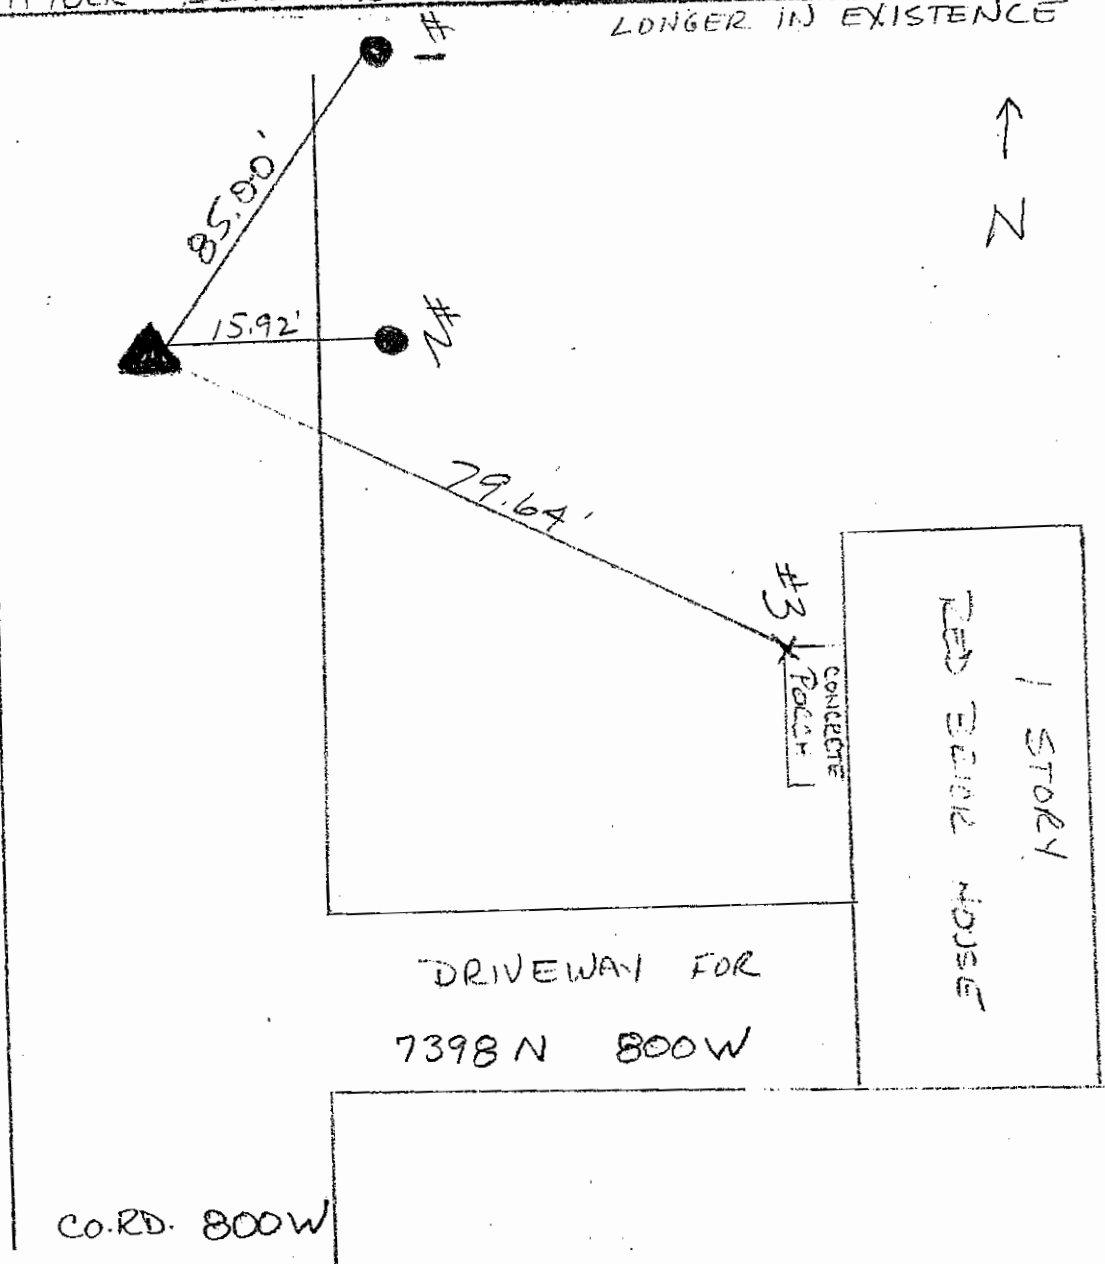 LONGER IN EXISTENCE
#1
N
85.00'
15.92'
#2
79.64'
#3
CONCRETE
PORCH
1 STORY
RED BRICK HOUSE
DRIVEWAY FOR
7398 N 800W
CO.RD. 800W